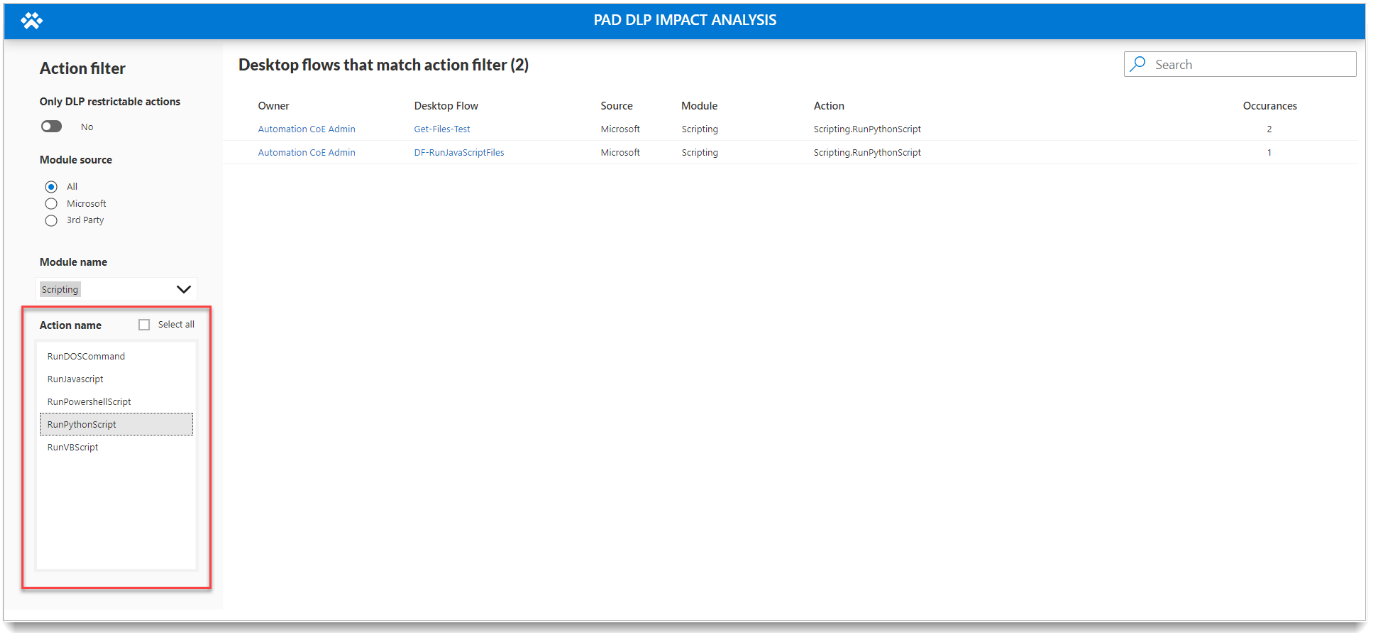 PAD DLP IMPACT ANALYSIS
Action filter
Only DLP restrictable actions
No
Module source
All
Microsoft
3rd Party
Module name
Scripting
Action name Select all
RunDOSCommand
RunJavascript
RunPowershellScript
RunPythonScript
RunVBScript
Desktop flows that match action filter (2)
Search
Owner Desktop Flow Source Module Action Occurances
Automation CoE Admin Get-Files-Test Microsoft Scripting Scripting.RunPythonScript 2
Automation CoE Admin DF-RunJavaScriptFiles Microsoft Scripting Scripting.RunPythonScript 1